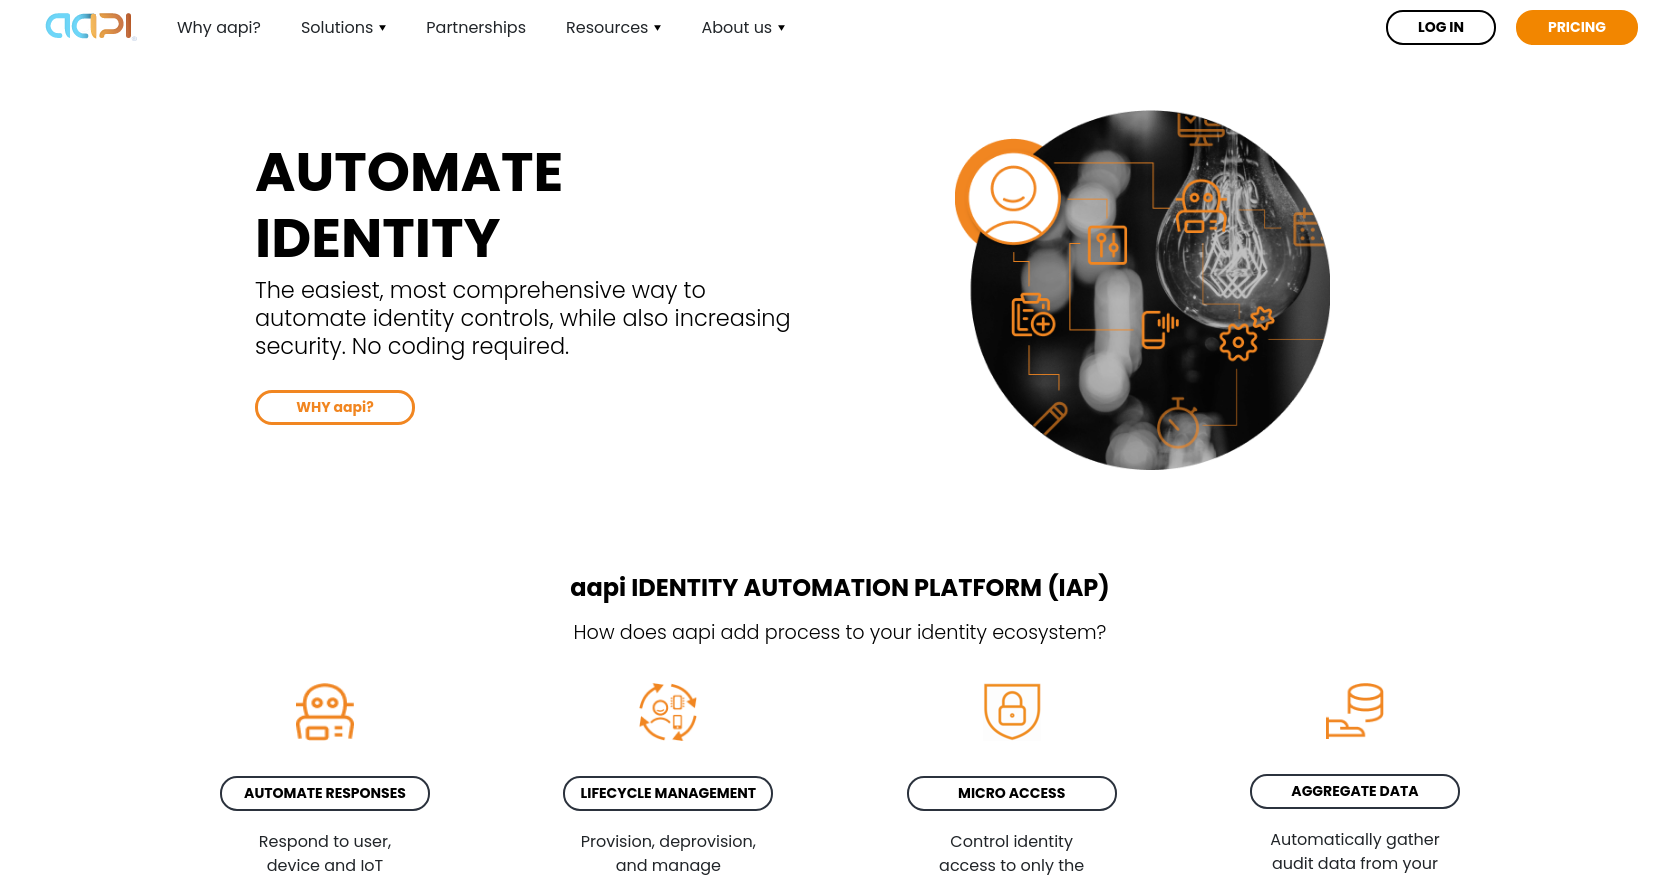 aapi
Why aapi?
Solutions ▼
Partnerships
Resources ▼
About us ▼
LOG IN
PRICING
AUTOMATE
IDENTITY
The easiest, most comprehensive way to
automate identity controls, while also increasing
security. No coding required.
WHY aapi?
aapi IDENTITY AUTOMATION PLATFORM (IAP)
How does aapi add process to your identity ecosystem?
AUTOMATE RESPONSES
Respond to user,
device and IoT
LIFECYCLE MANAGEMENT
Provision, deprovision,
and manage
MICRO ACCESS
Control identity
access to only the
AGGREGATE DATA
Automatically gather
audit data from your